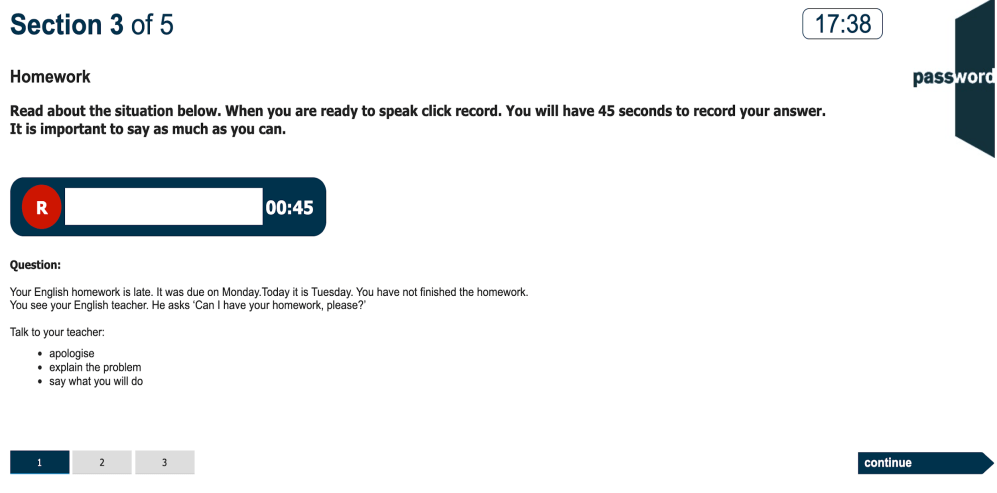 Section 3 of 5
17:38
password
Homework
Read about the situation below. When you are ready to speak click record. You will have 45 seconds to record your answer.
It is important to say as much as you can.
R
00:45
Question:
Your English homework is late. It was due on Monday.Today it is Tuesday. You have not finished the homework.
You see your English teacher. He asks ‘Can I have your homework, please?’
Talk to your teacher:
• apologise
• explain the problem
• say what you will do
1 2 3
continue